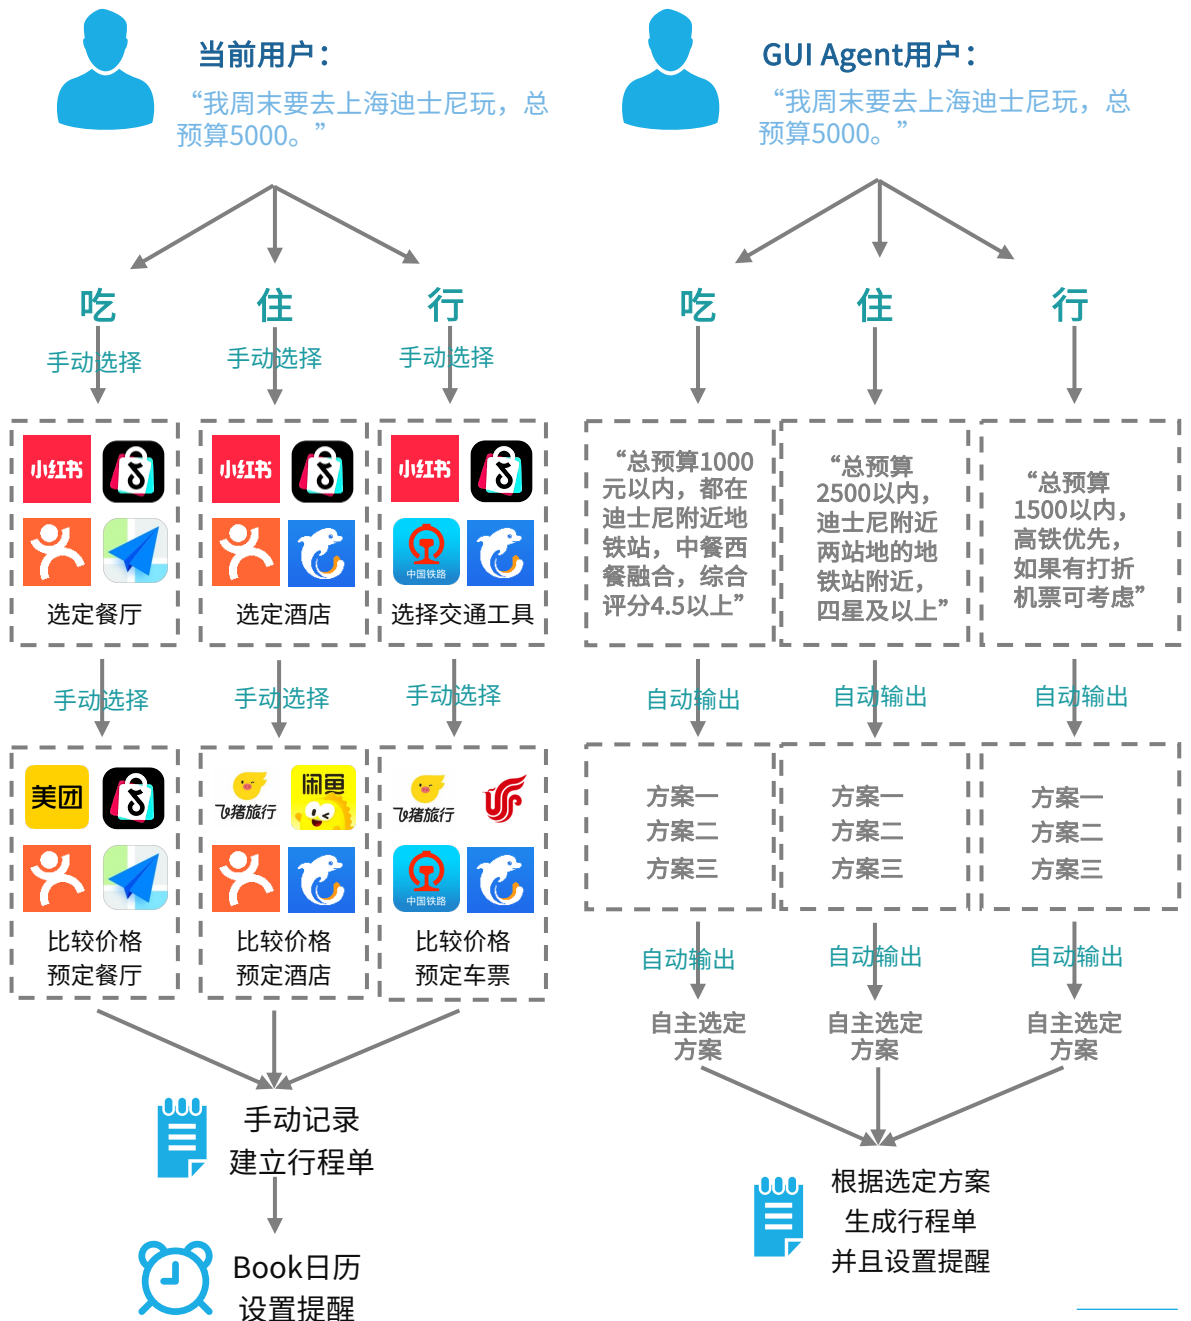 当前用户：
“我周末要去上海迪士尼玩，总
预算5000。”
吃
住
行
手动选择
手动选择
手动选择
小红书
小红书
小红书
中国铁路
选定餐厅
选定酒店
选择交通工具
手动选择
手动选择
手动选择
美团
飞猪旅行
闲鱼
飞猪旅行
中国铁路
比较价格
预定餐厅
比较价格
预定酒店
比较价格
预定车票
手动记录
建立行程单
Book日历
设置提醒
GUI Agent用户：
“我周末要去上海迪士尼玩，总
预算5000。”
吃
住
行
“总预算1000
元以内，都在
迪士尼附近地
铁站，中餐西
餐融合，综合
评分4.5以上”
“总预算
2500以内，
迪士尼附近
两站地的地
铁站附近，
四星及以上”
“总预算
1500以内，
高铁优先，
如果有打折
机票可考虑”
自动输出
自动输出
自动输出
方案一
方案二
方案三
方案一
方案二
方案三
方案一
方案二
方案三
自动输出
自动输出
自动输出
自主选定
方案
自主选定
方案
自主选定
方案
根据选定方案
生成行程单
并且设置提醒